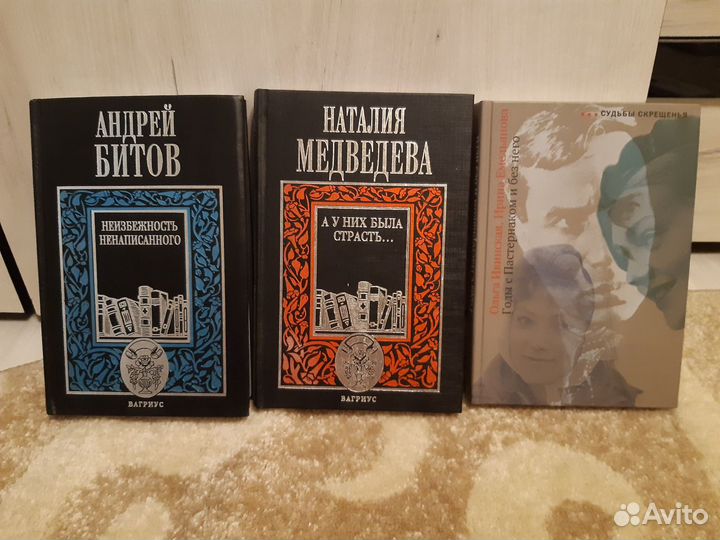 АНДРЕЙ
БИТОВ
НЕИЗБЕЖНОСТЬ
НЕНАПИСАННОГО
ВАГРИУС
НАТАЛИЯ
МЕДВЕДЕВА
А У НИХ БЫЛА
СТРАСТЬ...
ВАГРИУС
СУДЬБЫ СКРЕЩЕНЬЯ
Ольга Ивинская, Ирина Емельянова
Годы с Пастернаком и без него
Avito